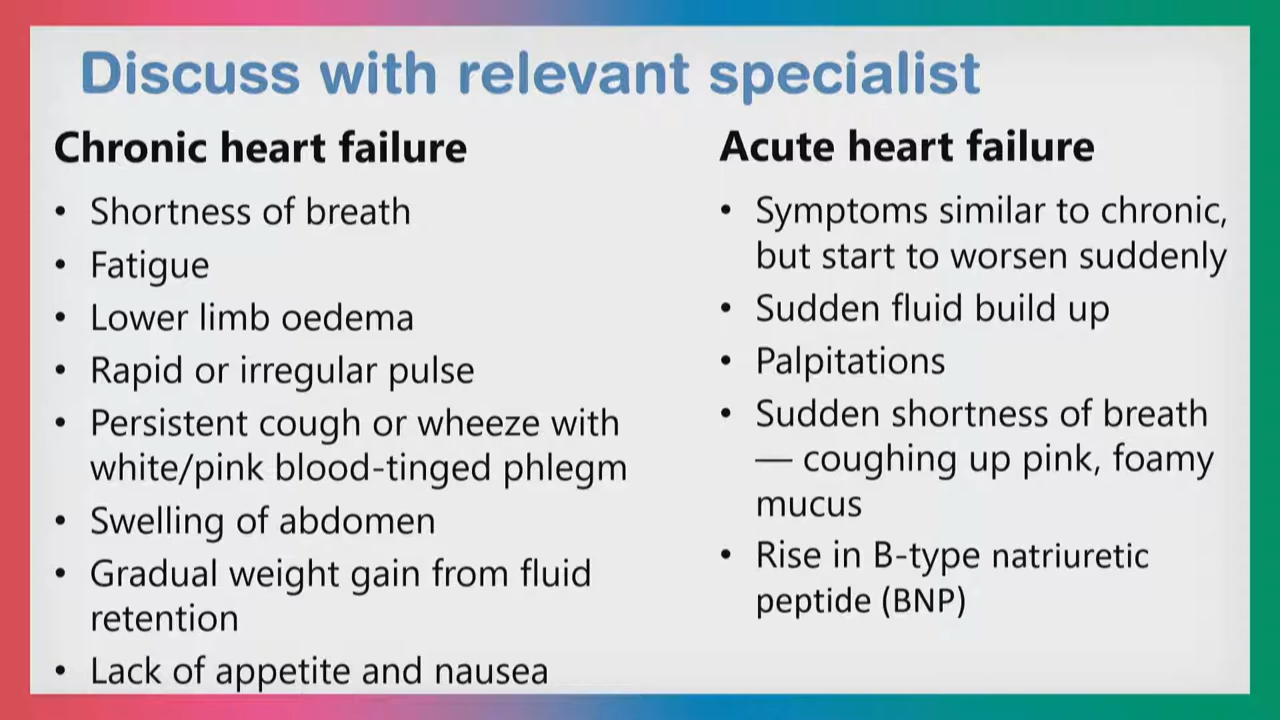 Discuss with relevant specialist
Chronic heart failure
• Shortness of breath
• Fatigue
• Lower limb oedema
• Rapid or irregular pulse
• Persistent cough or wheeze with
white/pink blood-tinged phlegm
• Swelling of abdomen
• Gradual weight gain from fluid
retention
• Lack of appetite and nausea
Acute heart failure
• Symptoms similar to chronic,
but start to worsen suddenly
• Sudden fluid build up
• Palpitations
• Sudden shortness of breath
— coughing up pink, foamy
mucus
• Rise in B-type natriuretic
peptide (BNP)